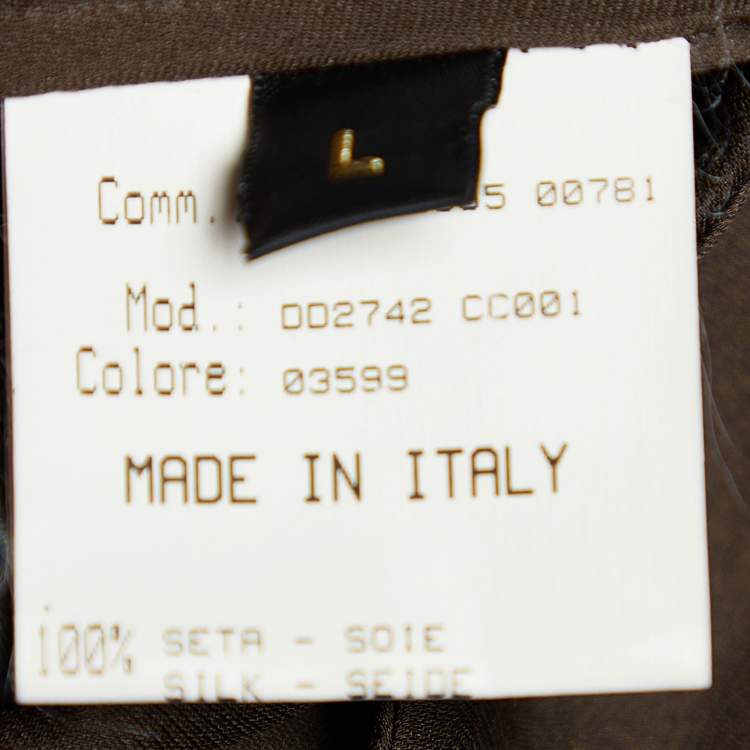 L
Comm. 00781
Mod.: DD2742 CC001
Colore: 03599
MADE IN ITALY
100% SETA - SOIE
SILK - SEIDE